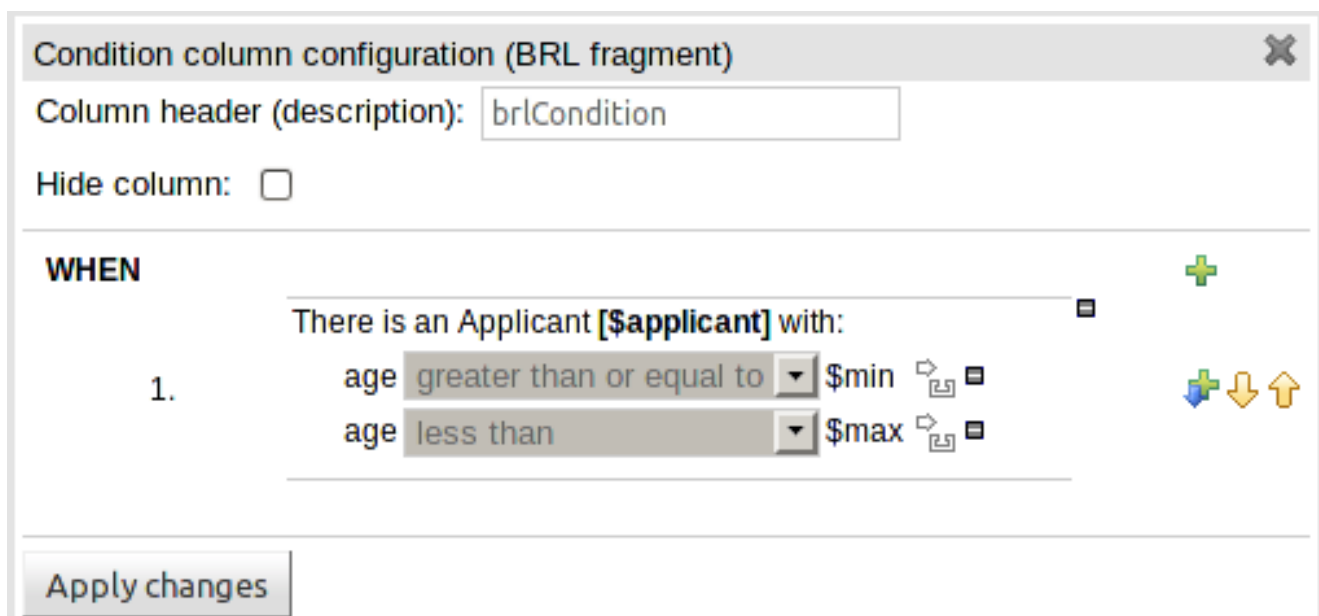 Condition column configuration (BRL fragment)
Column header (description): brlCondition
Hide column:
WHEN
There is an Applicant [$applicant] with:
1.
age greater than or equal to $min
age less than $max
Apply changes